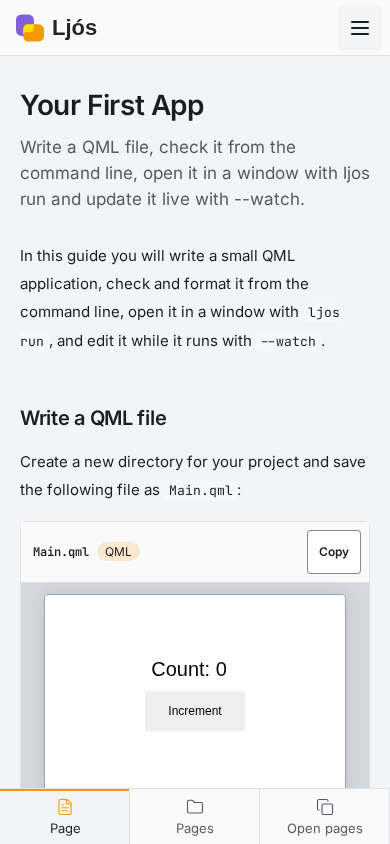 Ljós
Your First App
Write a QML file, check it from the
command line, open it in a window with ljos
run and update it live with --watch.
In this guide you will write a small QML
application, check and format it from the
command line, open it in a window with ljos
run, and edit it while it runs with --watch.
Write a QML file
Create a new directory for your project and save
the following file as Main.qml:
Main.qml QML Copy
Count: 0
Increment
Page Pages Open pages